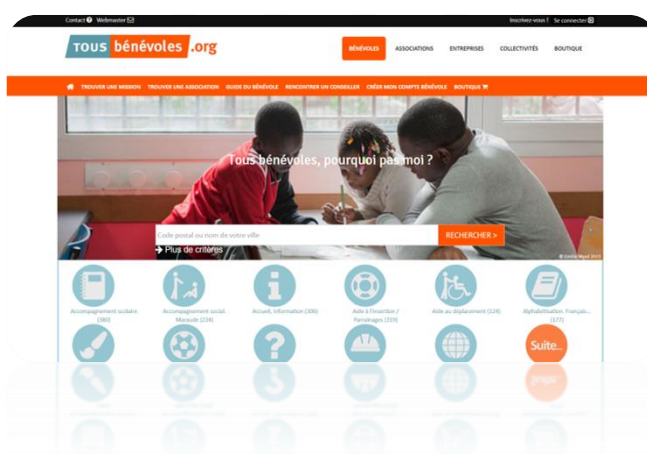 Contact Webmaster
Inscrivez-vous ! Se connecter
TOUS bénévoles .org
BÉNÉVOLES ASSOCIATIONS ENTREPRISES COLLECTIVITÉS BOUTIQUE
TROUVER UNE MISSION TROUVER UNE ASSOCIATION GUIDE DU BÉNÉVOLE RENCONTRER UN CONSEILLER CRÉER MON COMPTE BÉNÉVOLE BOUTIQUE
Tous bénévoles, pourquoi pas moi ?
Code postal ou nom de votre ville
RECHERCHER >
Plus de critères
Accompagnement scolaire
(380)
Accompagnement social.
Maraude (224)
Accueil, Information (306)
Aide à l'insertion /
Parrainages (219)
Aide au déplacement (124)
Alphabétisation. Français...
(177)
Suite...